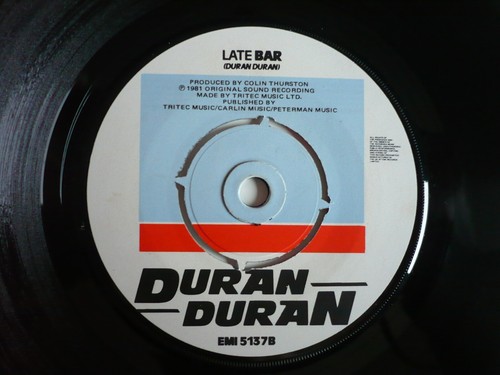 LATE BAR
(DURAN DURAN)
PRODUCED BY COLIN THURSTON
Ⓟ 1981 ORIGINAL SOUND RECORDING
MADE BY TRITEC MUSIC LTD.
PUBLISHED BY
TRITEC MUSIC/CARLIN MUSIC/PETERMAN MUSIC
DURAN
DURAN
EMI 5137B